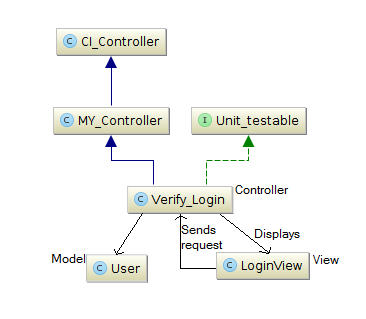 C CI_Controller
C MY_Controller
I Unit_testable
C Verify_Login
Controller
Sends
request
Displays
Model
C User
C LoginView
View